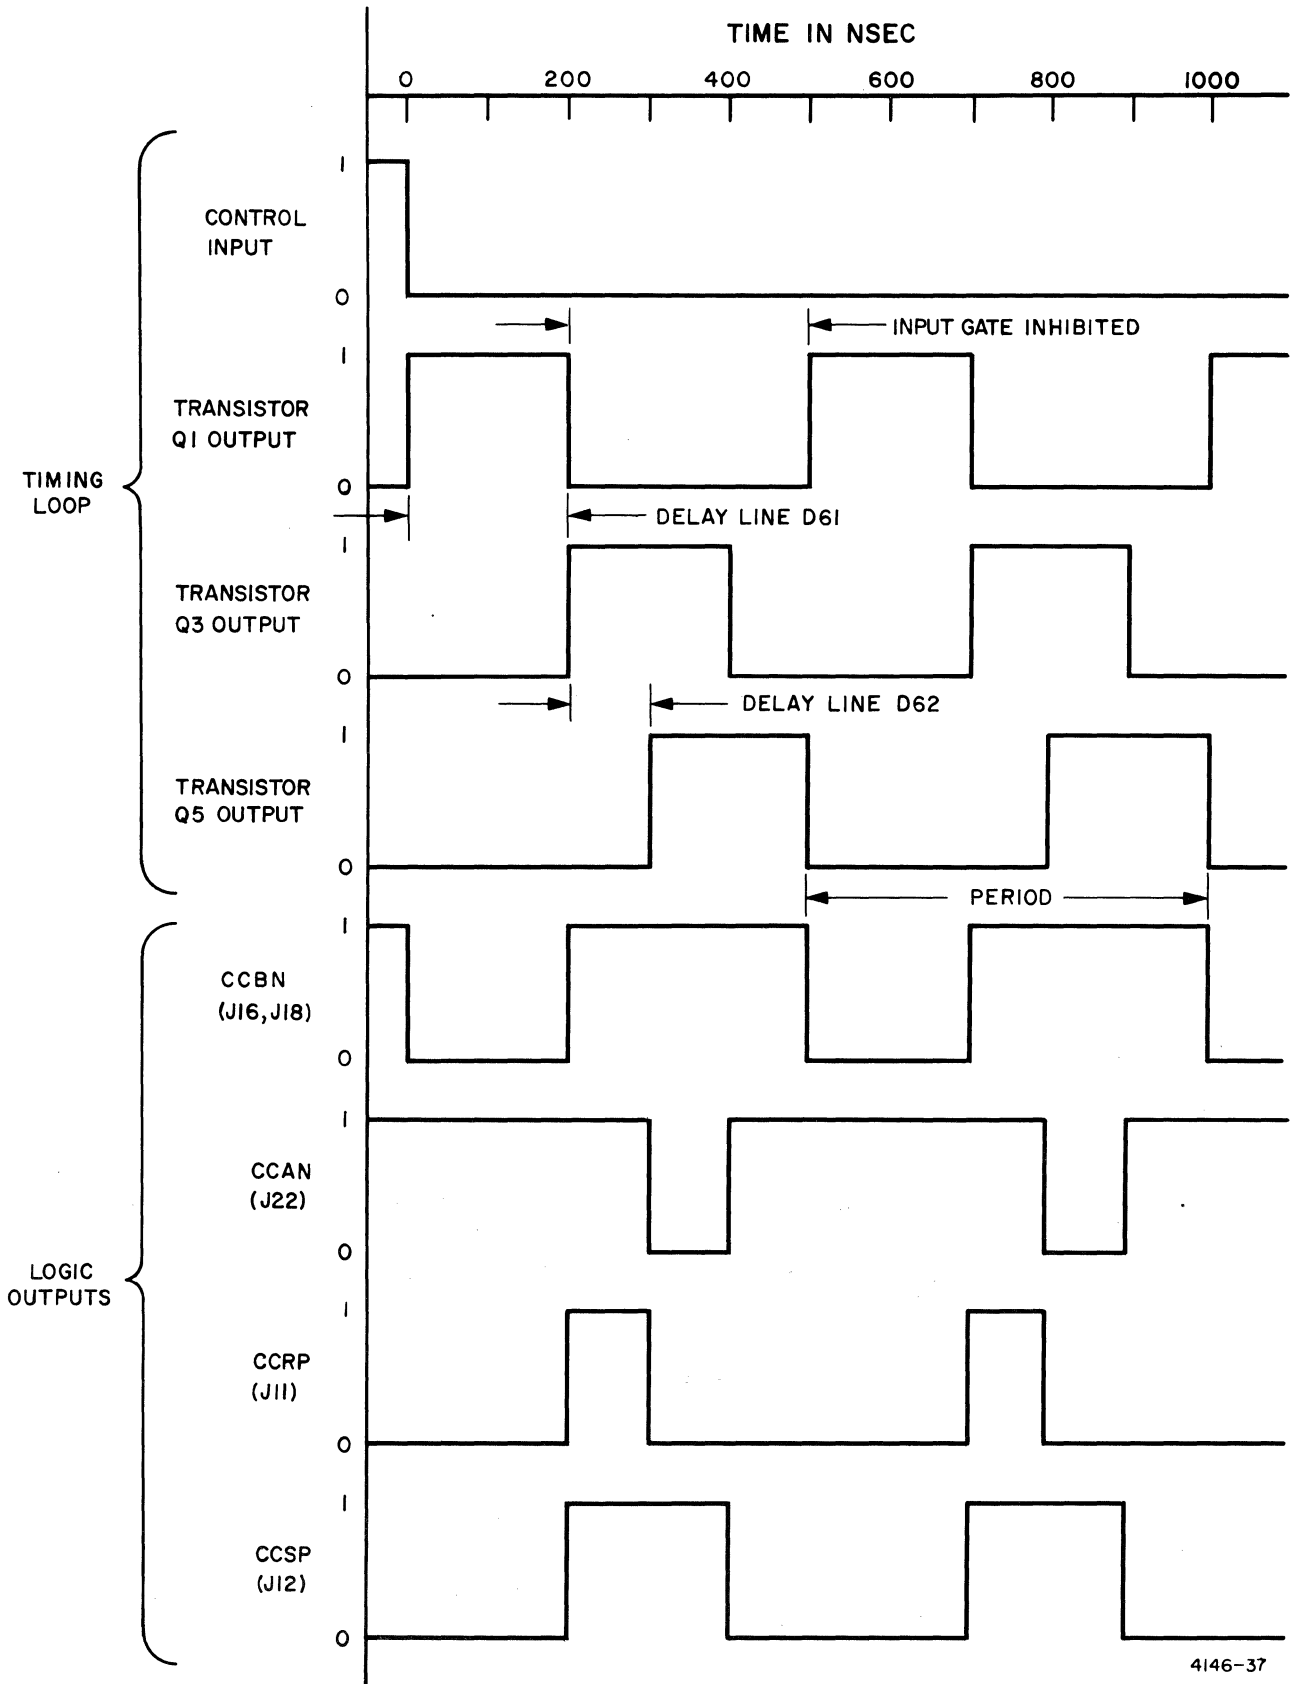 TIME IN NSEC
0 200 400 600 800 1000
1
CONTROL
INPUT
0
INPUT GATE INHIBITED
1
TRANSISTOR
Q1 OUTPUT
0
TIMING
LOOP
DELAY LINE D61
1
TRANSISTOR
Q3 OUTPUT
0
DELAY LINE D62
1
TRANSISTOR
Q5 OUTPUT
0
PERIOD
1
CCBN
(J16,J18)
0
1
CCAN
(J22)
0
LOGIC
OUTPUTS
1
CCRP
(J11)
0
1
CCSP
(J12)
0
4146-37